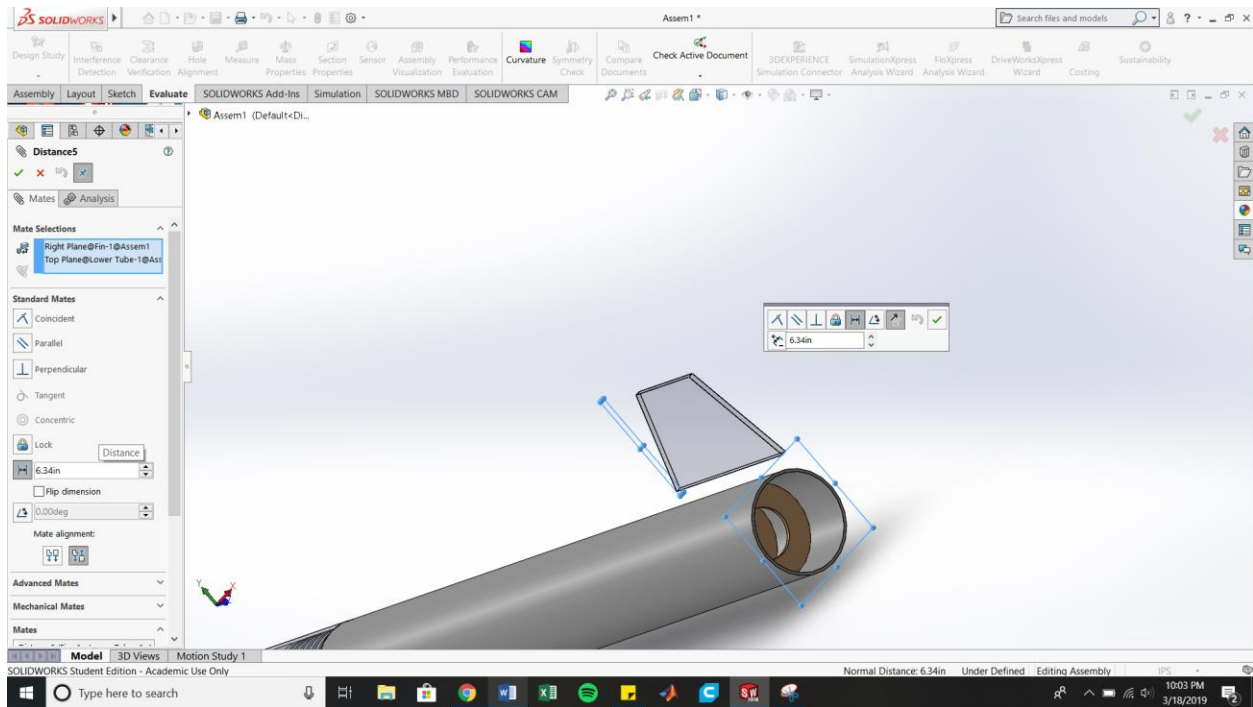 SOLIDWORKS
Assem1 *
Search files and models
Design Study
Interference Detection
Clearance Verification
Hole Alignment
Measure
Mass Properties
Section Properties
Sensor
Assembly Visualization
Performance Evaluation
Curvature
Symmetry Check
Compare Documents
Check Active Document
3DEXPERIENCE Simulation Connector
SimulationXpress Analysis Wizard
FloXpress Analysis Wizard
DriveWorksXpress Wizard
Costing
Sustainability
Assembly Layout Sketch Evaluate SOLIDWORKS Add-Ins Simulation SOLIDWORKS MBD SOLIDWORKS CAM
Assem1 (Default<Di...
Distance5
Mates Analysis
Mate Selections
Right Plane@Fin-1@Assem1
Top Plane@Lower Tube-1@Ass
Standard Mates
Coincident
Parallel
Perpendicular
Tangent
Concentric
Lock
Distance
6.34in
Flip dimension
0.00deg
Mate alignment:
Advanced Mates
Mechanical Mates
Mates
6.34in
Y X
Model 3D Views Motion Study 1
SOLIDWORKS Student Edition - Academic Use Only
Normal Distance: 6.34in Under Defined Editing Assembly IPS -
Type here to search
10:03 PM
3/18/2019